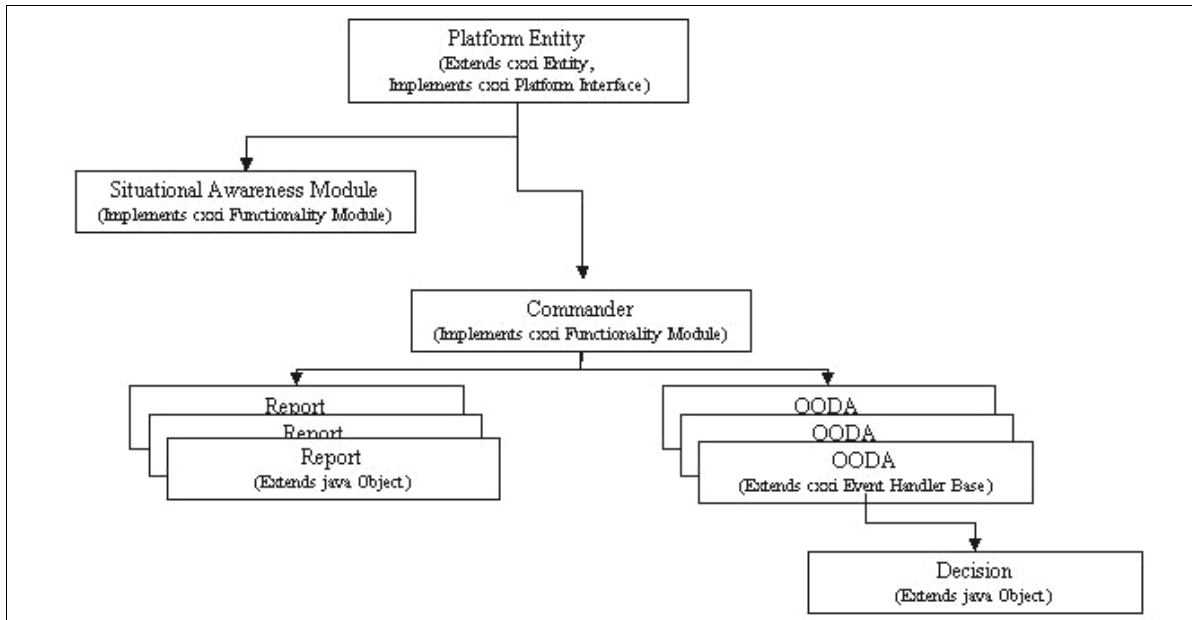 Platform Entity
(Extends cxxi Entity,
Implements cxxi Platform Interface)
Situational Awareness Module
(Implements cxxi Functionality Module)
Commander
(Implements cxxi Functionality Module)
Report
Report
Report
(Extends java Object)
OODA
OODA
OODA
(Extends cxxi Event Handler Base)
Decision
(Extends java Object)